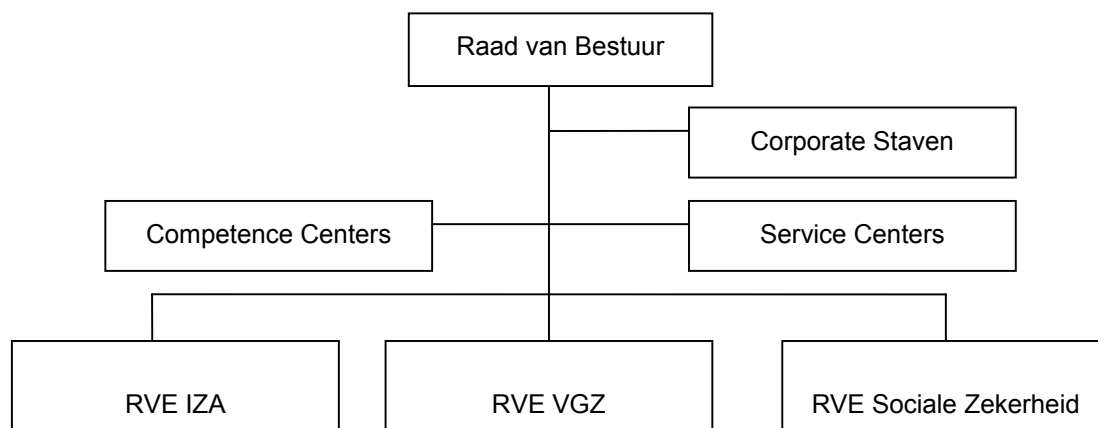 Raad van Bestuur
Corporate Staven
Competence Centers
Service Centers
RVE IZA
RVE VGZ
RVE Sociale Zekerheid